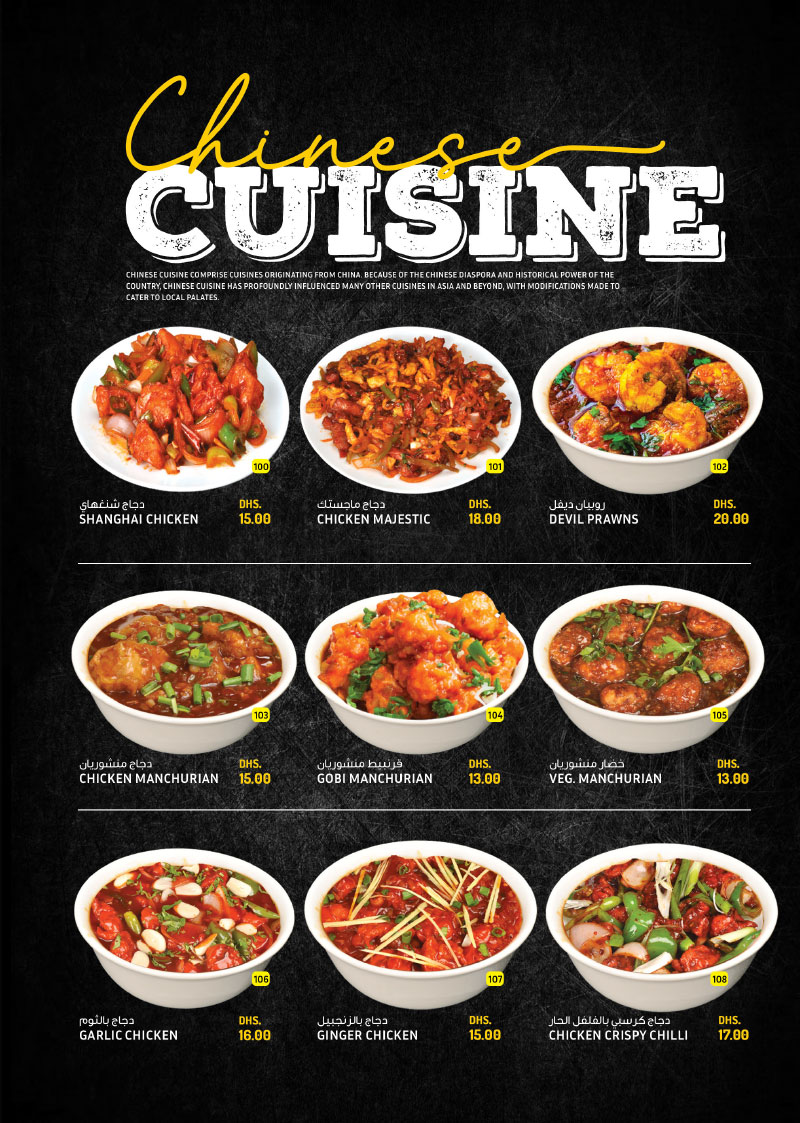 Chinese
CUISINE
CHINESE CUISINE COMPRISE CUISINES ORIGINATING FROM CHINA. BECAUSE OF THE CHINESE DIASPORA AND HISTORICAL POWER OF THE
COUNTRY, CHINESE CUISINE HAS PROFOUNDLY INFLUENCED MANY OTHER CUISINES IN ASIA AND BEYOND, WITH MODIFICATIONS MADE TO
CATER TO LOCAL PALATES.
100
دجاج شنغهاي
SHANGHAI CHICKEN
DHS.
15.00
101
دجاج ماجستك
CHICKEN MAJESTIC
DHS.
18.00
102
روبيان ديفل
DEVIL PRAWNS
DHS.
20.00
103
دجاج منشوريان
CHICKEN MANCHURIAN
DHS.
15.00
104
قرنبيط منشوريان
GOBI MANCHURIAN
DHS.
13.00
105
خضار منشوريان
VEG. MANCHURIAN
DHS.
13.00
106
دجاج بالثوم
GARLIC CHICKEN
DHS.
16.00
107
دجاج بالزنجبيل
GINGER CHICKEN
DHS.
15.00
108
دجاج كرسبي بالفلفل الحار
CHICKEN CRISPY CHILLI
DHS.
17.00